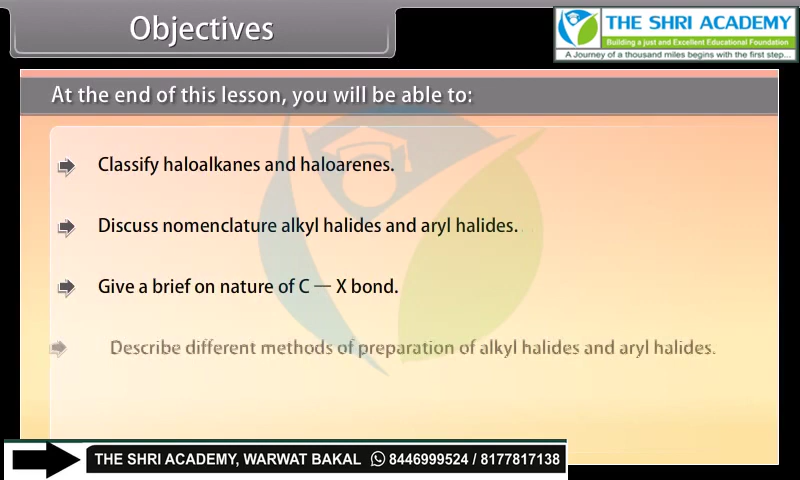 Objectives
THE SHRI ACADEMY
Building a just and Excellent Educational Foundation
A Journey of a thousand miles begins with the first step...
At the end of this lesson, you will be able to:
Classify haloalkanes and haloarenes.
Discuss nomenclature alkyl halides and aryl halides.
Give a brief on nature of C — X bond.
Describe different methods of preparation of alkyl halides and aryl halides.
THE SHRI ACADEMY, WARWAT BAKAL 8446999524 / 8177817138